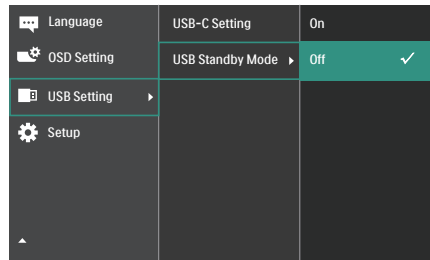 Language
OSD Setting
USB Setting
Setup
USB-C Setting
USB Standby Mode
On
Off